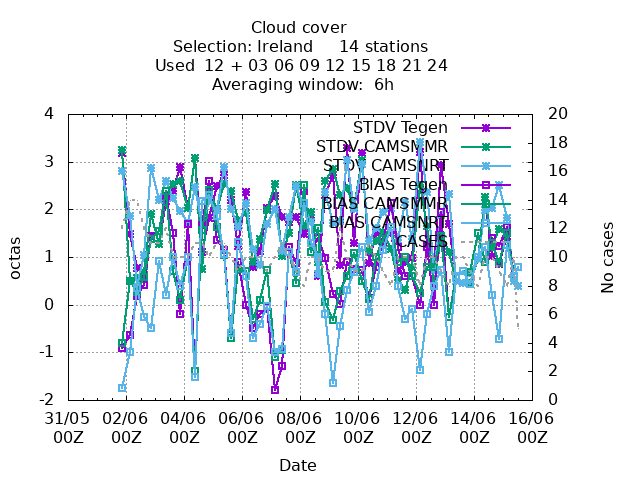 Cloud cover
Selection: Ireland 14 stations
Used 12 + 03 06 09 12 15 18 21 24
Averaging window: 6h
STDV Tegen
STDV CAMSMMR
STDV CAMSNRT
BIAS Tegen
BIAS CAMSMMR
BIAS CAMSNRT
CASES
octas
4
3
2
1
0
-1
-2
No cases
20
18
16
14
12
10
8
6
4
2
0
31/05 02/06 04/06 06/06 08/06 10/06 12/06 14/06 16/06
00Z 00Z 00Z 00Z 00Z 00Z 00Z 00Z 00Z
Date